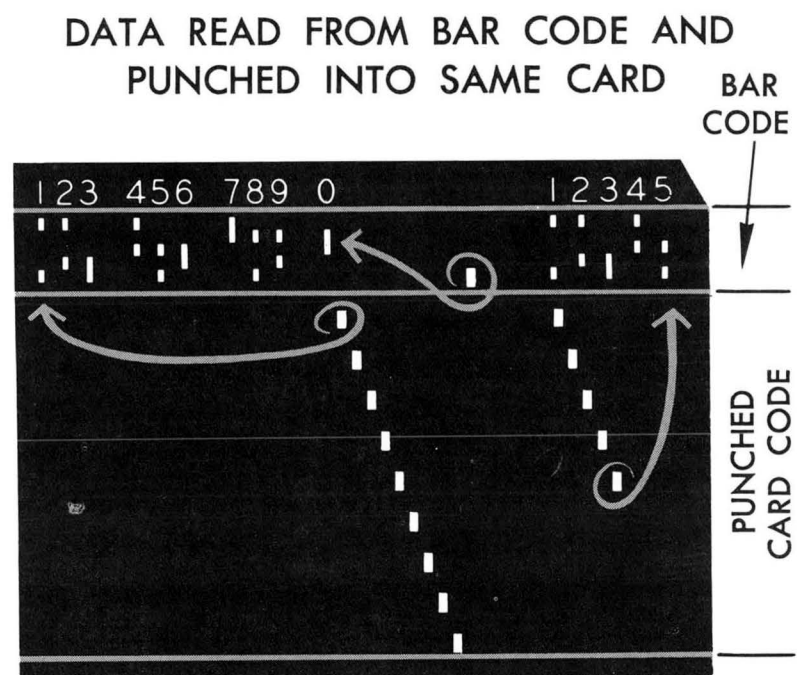 DATA READ FROM BAR CODE AND
PUNCHED INTO SAME CARD
BAR
CODE
123 456 789 0 12345
PUNCHED
CARD CODE